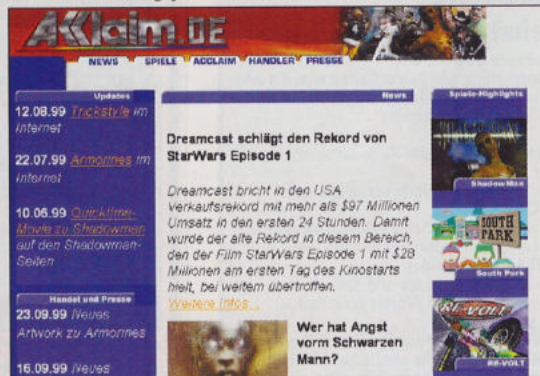 Acclaim.DE
NEWS SPIELE ACCLAIM HÄNDLER PRESSE
Updates
12.08.99 Trickstyle im
Internet
22.07.99 Armorines im
Internet
10.06.99 Quicktime-
Movie zu Shadowman
auf den Shadowman-
Seiten
Handel und Presse
23.09.99 Neues
Artwork zu Armorines
16.09.99 Neues
News
Dreamcast schlägt den Rekord von
StarWars Episode 1
Dreamcast bricht in den USA
Verkaufsrekord mit mehr als $97 Millionen
Umsatz in den ersten 24 Stunden. Damit
wurde der alte Rekord in diesem Bereich,
den der Film StarWars Episode 1 mit $28
Millionen am ersten Tag des Kinostarts
hielt, bei weitem übertroffen.
Weitere Infos...
Wer hat Angst
vorm Schwarzen
Mann?
Spiele-Highlights
ShadowMan
SOUTH
PARK
South Park
RE-VOLT
RE-VOLT